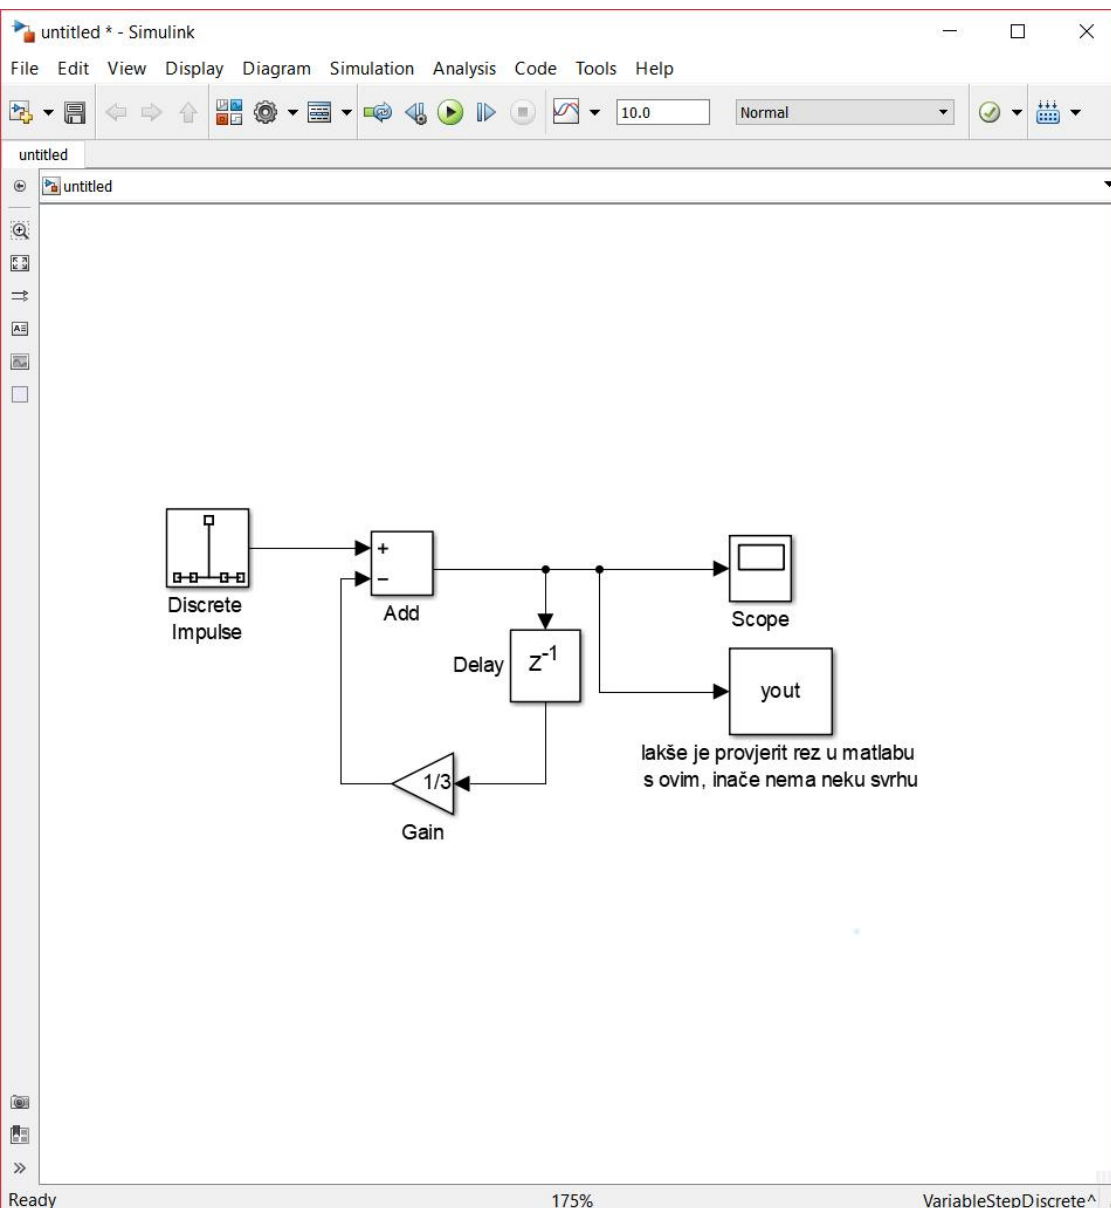 untitled * - Simulink
File Edit View Display Diagram Simulation Analysis Code Tools Help
10.0 Normal
untitled
untitled
Discrete
Impulse
+
−
Add
Scope
Delay
z-1
yout
lakše je provjerit rez u matlabu
s ovim, inače nema neku svrhu
1/3
Gain
Ready 175% VariableStepDiscrete^